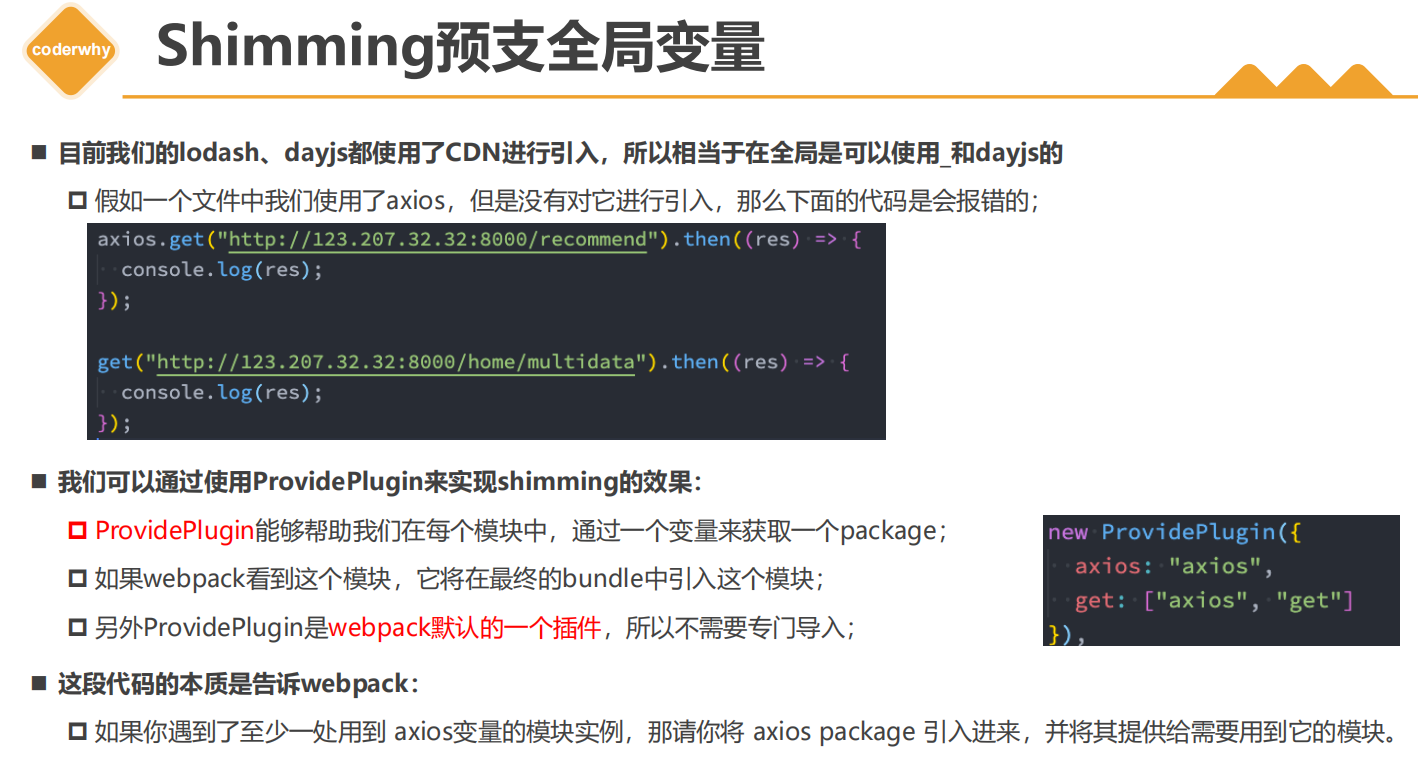 coderwhy
Shimming预支全局变量
目前我们的lodash、dayjs都使用了CDN进行引入，所以相当于在全局是可以使用_和dayjs的
假如一个文件中我们使用了axios，但是没有对它进行引入，那么下面的代码是会报错的；
axios.get("http://123.207.32.32:8000/recommend").then((res) => {
  console.log(res);
});
get("http://123.207.32.32:8000/home/multidata").then((res) => {
  console.log(res);
});
我们可以通过使用ProvidePlugin来实现shimming的效果：
ProvidePlugin能够帮助我们在每个模块中，通过一个变量来获取一个package；
如果webpack看到这个模块，它将在最终的bundle中引入这个模块；
另外ProvidePlugin是webpack默认的一个插件，所以不需要专门导入；
new ProvidePlugin({
  axios: "axios",
  get: ["axios", "get"]
}),
这段代码的本质是告诉webpack：
如果你遇到了至少一处用到 axios变量的模块实例，那请你将 axios package 引入进来，并将其提供给需要用到它的模块。